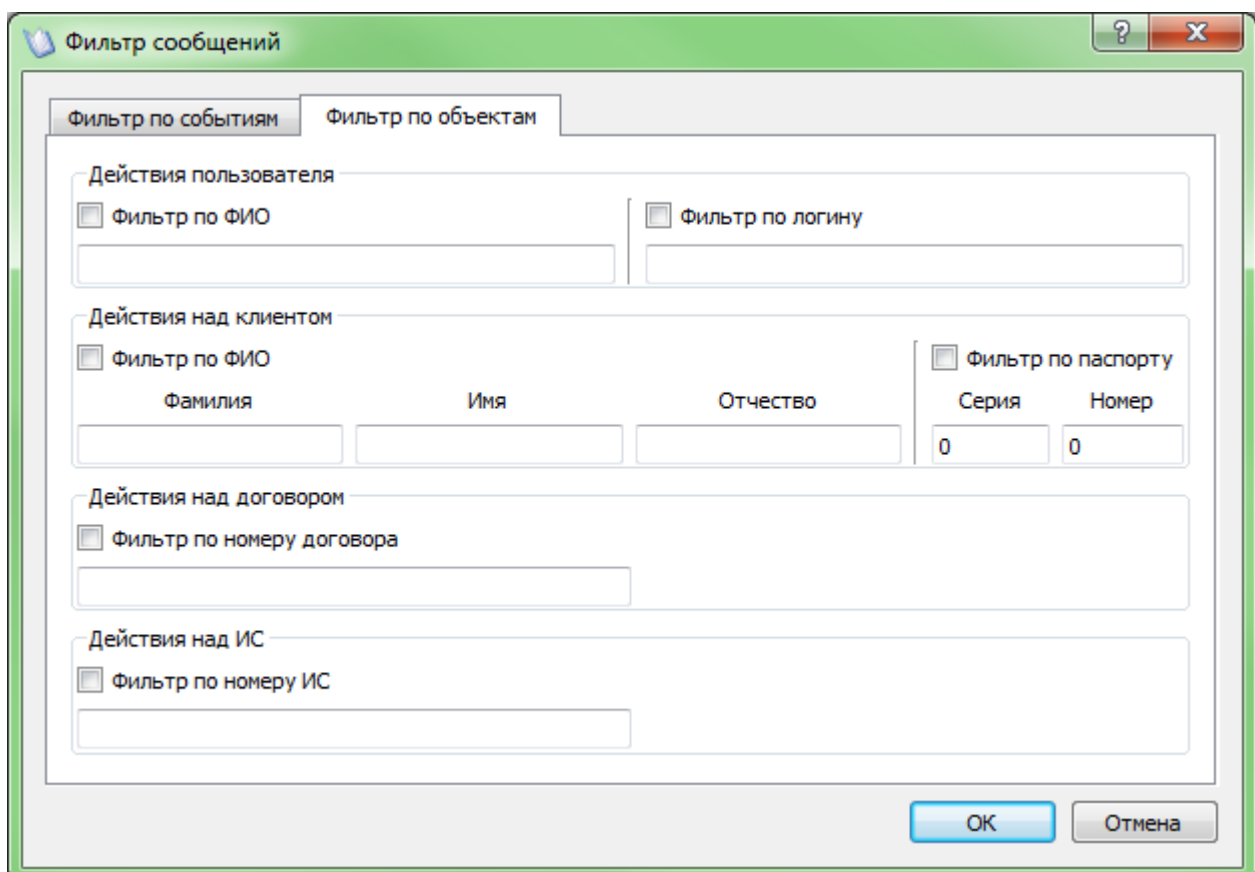 Фильтр сообщений
Фильтр по событиям Фильтр по объектам
Действия пользователя
Фильтр по ФИО Фильтр по логину
Действия над клиентом
Фильтр по ФИО Фильтр по паспорту
Фамилия Имя Отчество Серия Номер
0 0
Действия над договором
Фильтр по номеру договора
Действия над ИС
Фильтр по номеру ИС
ОК Отмена